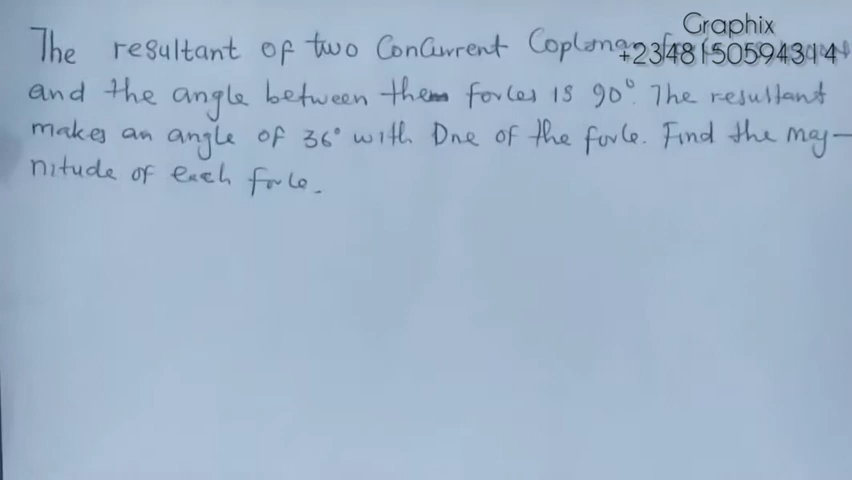 Graphix
+2348150594314
The resultant of two Concurrent Coplanar
and the angle between them forces is 90°. The resultant
makes an angle of 36° with One of the force. Find the mag-
nitude of each force.